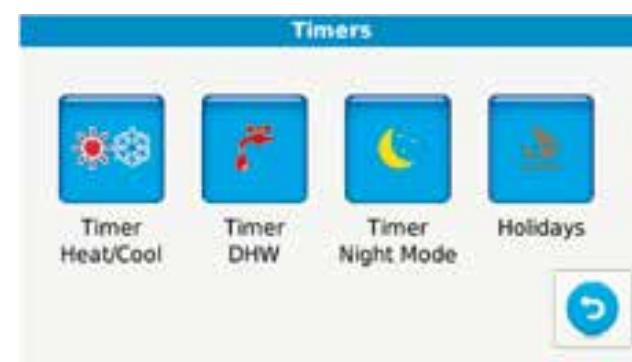 Timers
Timer
Heat/Cool
Timer
DHW
Timer
Night Mode
Holidays